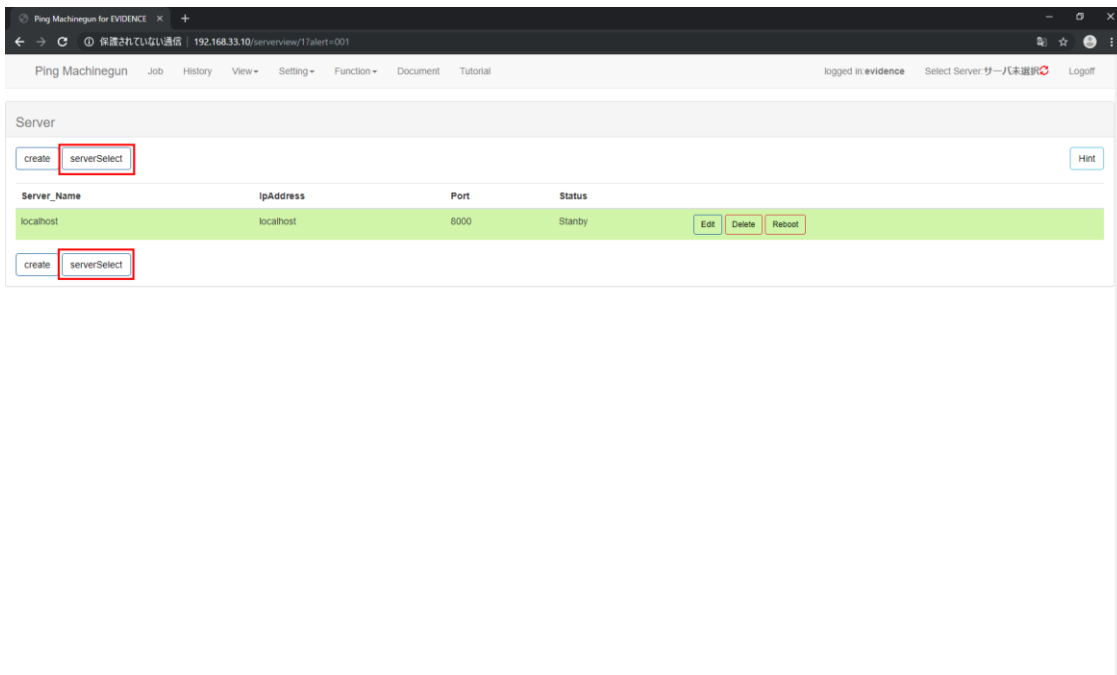 Ping Machinegun for EVIDENCE
保護されていない通信 | 192.168.33.10/serverview/1?alert=001
Ping Machinegun Job History View Setting Function Document Tutorial logged in:evidence Select Server:サーバ未選択 Logoff
Server
create serverSelect Hint
Server_Name IpAddress Port Status
localhost localhost 8000 Stanby Edit Delete Reboot
create serverSelect